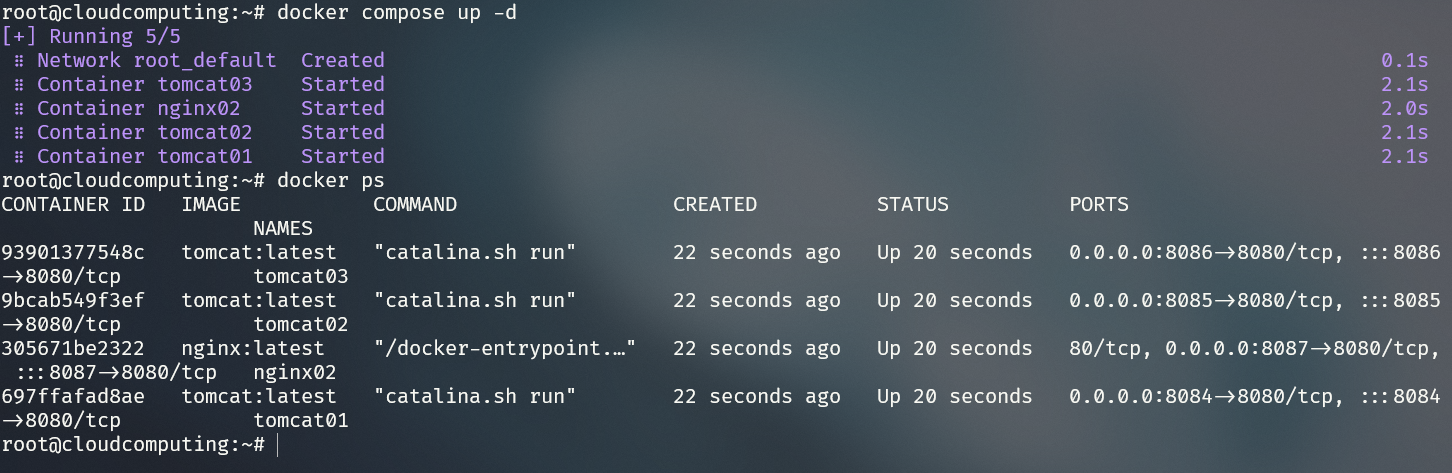 root@cloudcomputing:~# docker compose up -d
[+] Running 5/5
⠿ Network root_default  Created 0.1s
⠿ Container tomcat03    Started 2.1s
⠿ Container nginx02     Started 2.0s
⠿ Container tomcat02    Started 2.1s
⠿ Container tomcat01    Started 2.1s
root@cloudcomputing:~# docker ps
CONTAINER ID   IMAGE           COMMAND                  CREATED          STATUS          PORTS
NAMES
93901377548c   tomcat:latest   "catalina.sh run"        22 seconds ago   Up 20 seconds   0.0.0.0:8086->8080/tcp, :::8086
->8080/tcp           tomcat03
9bcab549f3ef   tomcat:latest   "catalina.sh run"        22 seconds ago   Up 20 seconds   0.0.0.0:8085->8080/tcp, :::8085
->8080/tcp           tomcat02
305671be2322   nginx:latest    "/docker-entrypoint.…"   22 seconds ago   Up 20 seconds   80/tcp, 0.0.0.0:8087->8080/tcp,
:::8087->8080/tcp   nginx02
697ffafad8ae   tomcat:latest   "catalina.sh run"        22 seconds ago   Up 20 seconds   0.0.0.0:8084->8080/tcp, :::8084
->8080/tcp           tomcat01
root@cloudcomputing:~#